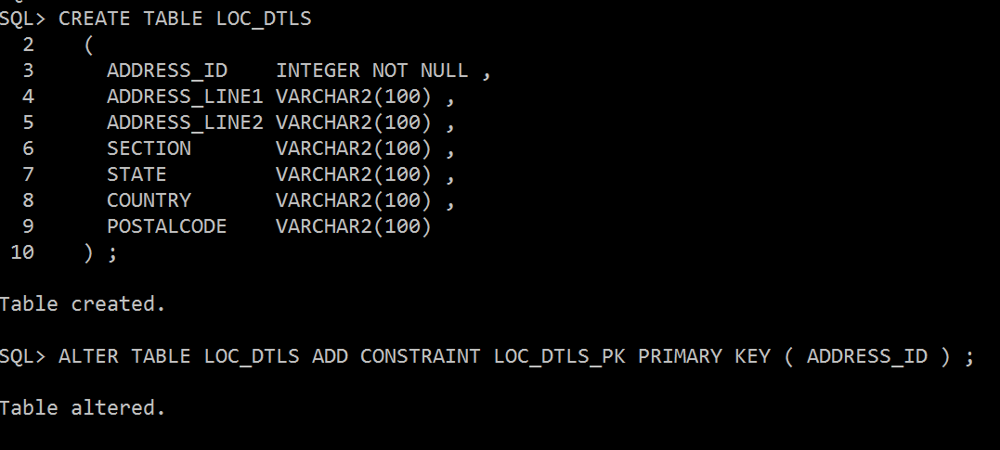 SQL> CREATE TABLE LOC_DTLS
2 (
3 ADDRESS_ID INTEGER NOT NULL ,
4 ADDRESS_LINE1 VARCHAR2(100) ,
5 ADDRESS_LINE2 VARCHAR2(100) ,
6 SECTION VARCHAR2(100) ,
7 STATE VARCHAR2(100) ,
8 COUNTRY VARCHAR2(100) ,
9 POSTALCODE VARCHAR2(100)
10 ) ;
Table created.
SQL> ALTER TABLE LOC_DTLS ADD CONSTRAINT LOC_DTLS_PK PRIMARY KEY ( ADDRESS_ID ) ;
Table altered.